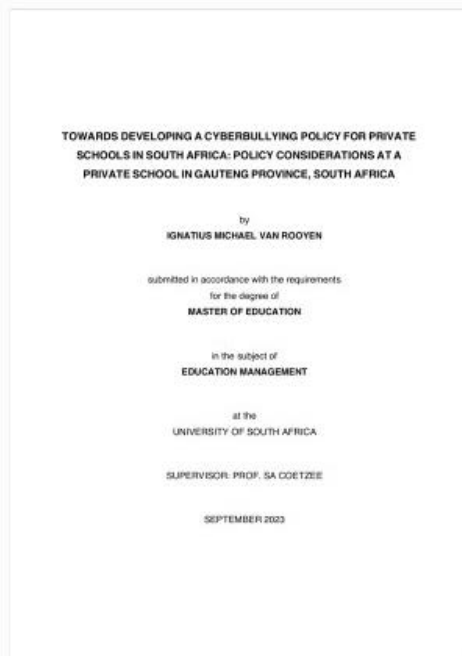 TOWARDS DEVELOPING A CYBERBULLYING POLICY FOR PRIVATE
SCHOOLS IN SOUTH AFRICA: POLICY CONSIDERATIONS AT A
PRIVATE SCHOOL IN GAUTENG PROVINCE, SOUTH AFRICA
by
IGNATIUS MICHAEL VAN ROOYEN
submitted in accordance with the requirements
for the degree of
MASTER OF EDUCATION
in the subject of
EDUCATION MANAGEMENT
at the
UNIVERSITY OF SOUTH AFRICA
SUPERVISOR: PROF. SA COETZEE
SEPTEMBER 2023